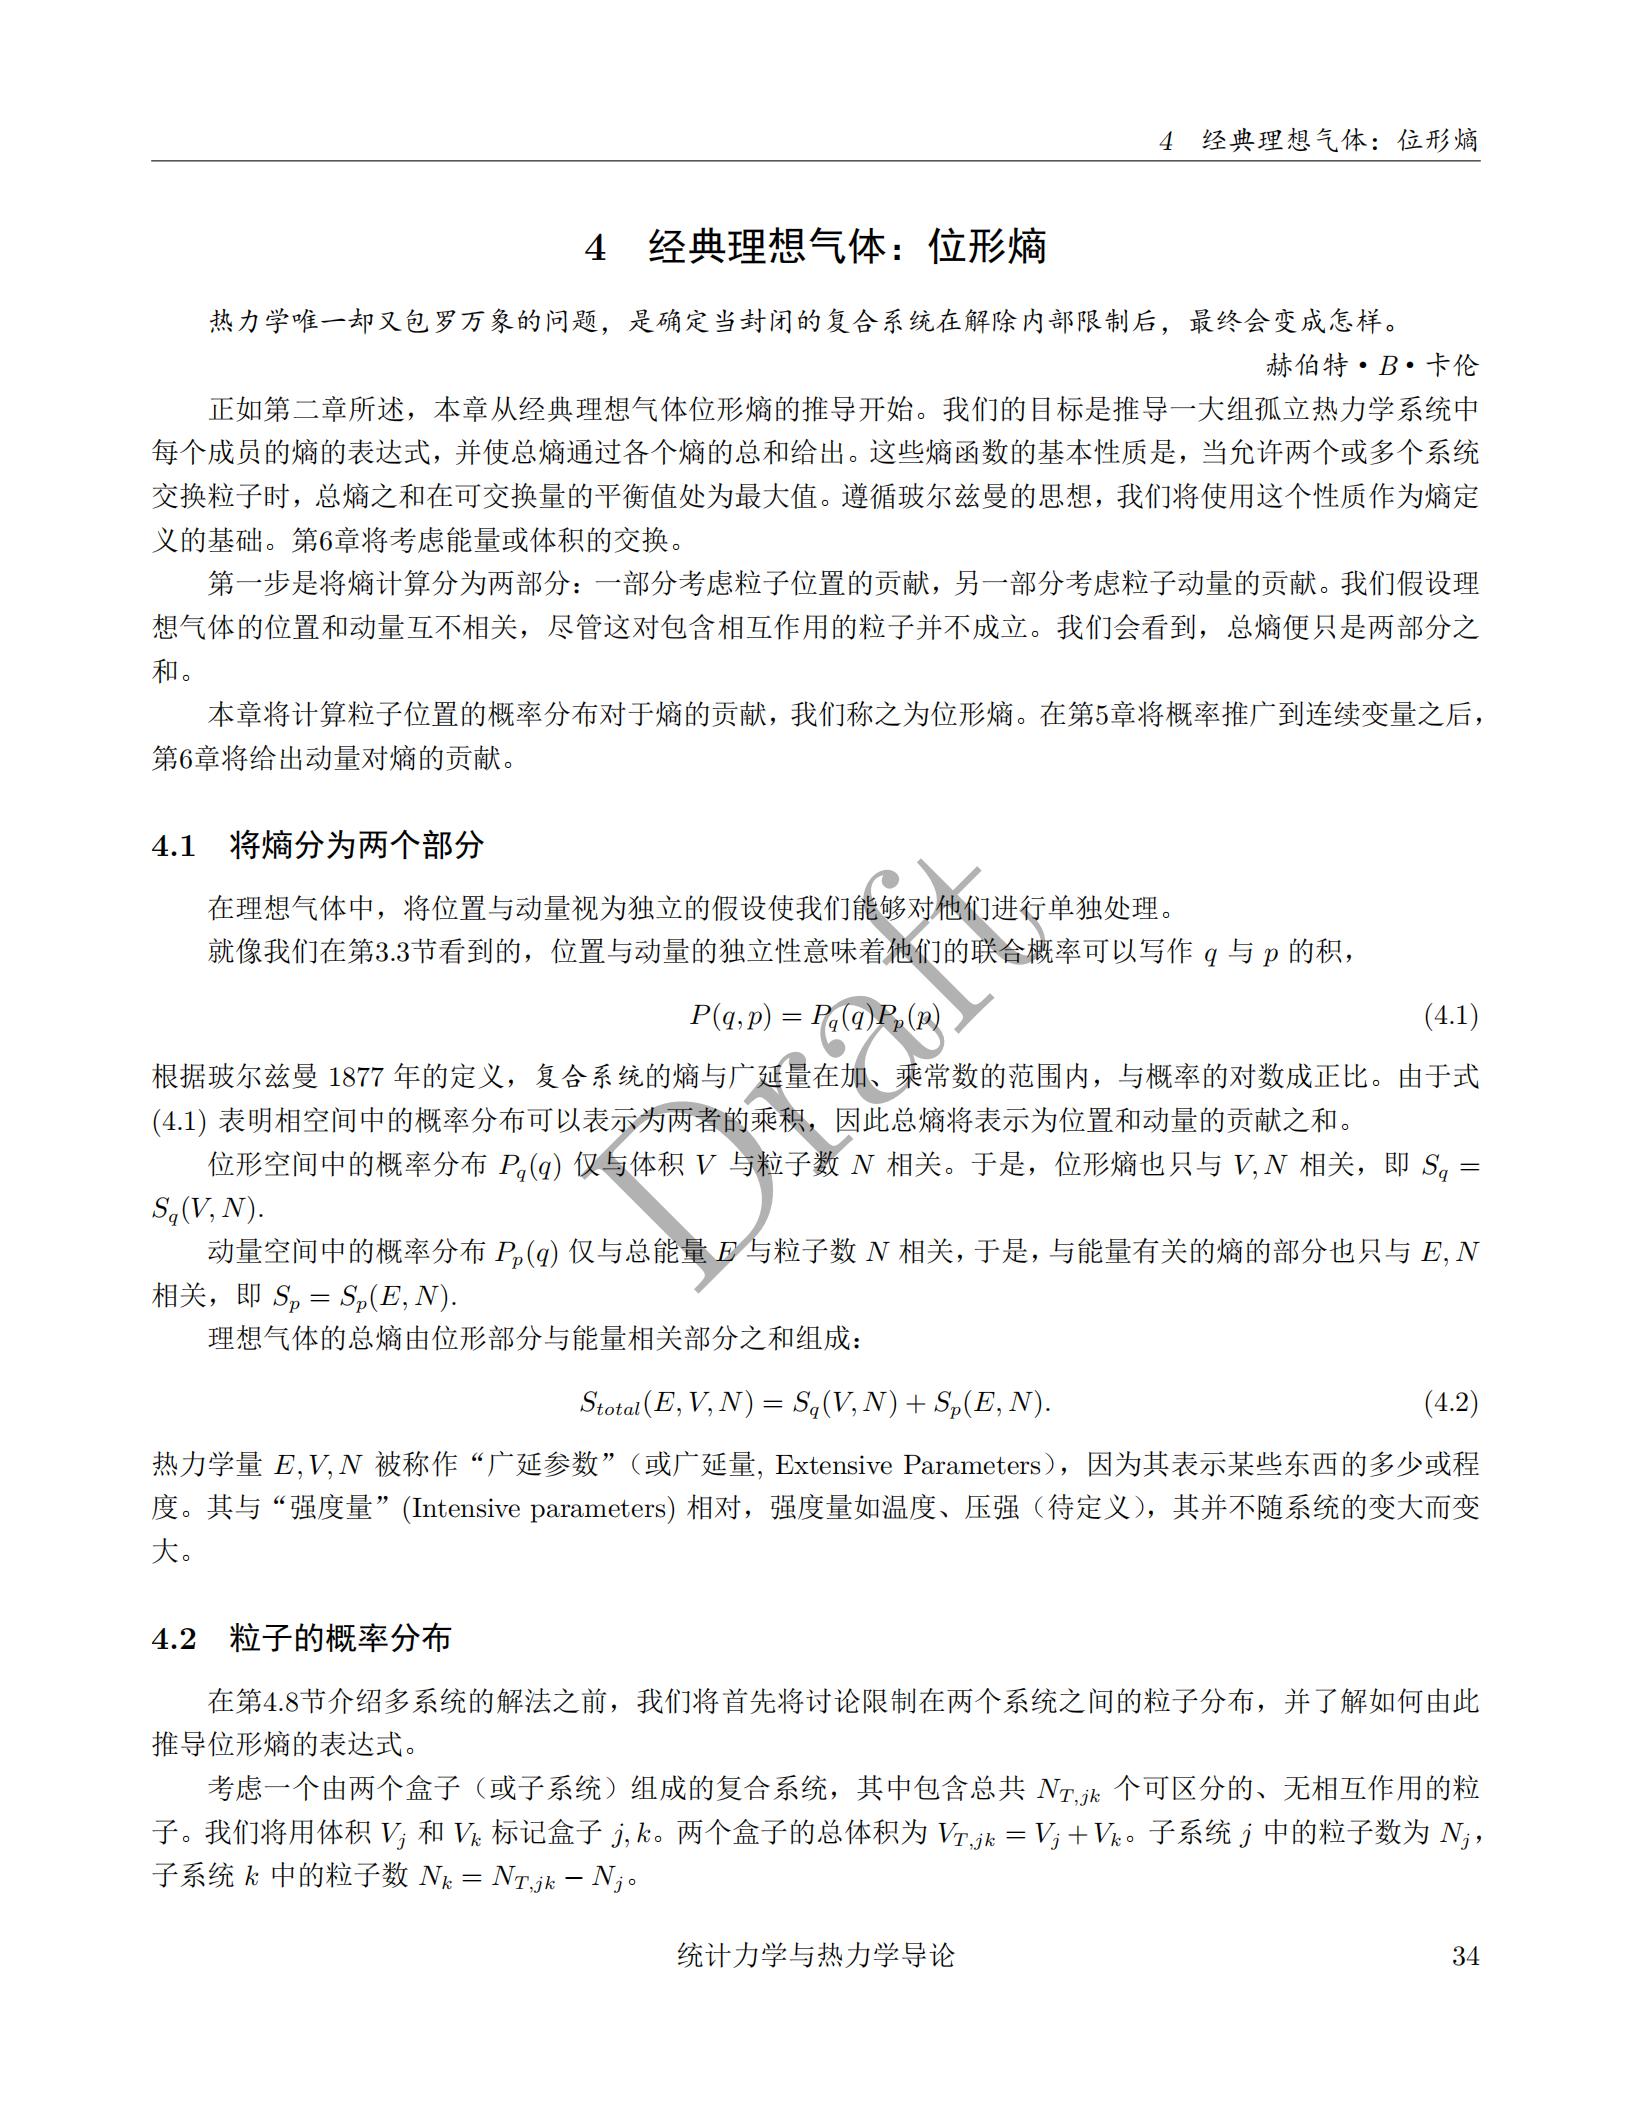 4 经典理想气体：位形熵
4 经典理想气体：位形熵
热力学唯一却又包罗万象的问题，是确定当封闭的复合系统在解除内部限制后，最终会变成怎样。
赫伯特·B·卡伦
正如第二章所述，本章从经典理想气体位形熵的推导开始。我们的目标是推导一大组孤立热力学系统中
每个成员的熵的表达式，并使总熵通过各个熵的总和给出。这些熵函数的基本性质是，当允许两个或多个系统
交换粒子时，总熵之和在可交换量的平衡值处为最大值。遵循玻尔兹曼的思想，我们将使用这个性质作为熵定
义的基础。第6章将考虑能量或体积的交换。
第一步是将熵计算分为两部分：一部分考虑粒子位置的贡献，另一部分考虑粒子动量的贡献。我们假设理
想气体的位置和动量互不相关，尽管这对包含相互作用的粒子并不成立。我们会看到，总熵便只是两部分之
和。
本章将计算粒子位置的概率分布对于熵的贡献，我们称之为位形熵。在第5章将概率推广到连续变量之后，
第6章将给出动量对熵的贡献。
4.1 将熵分为两个部分
在理想气体中，将位置与动量视为独立的假设使我们能够对他们进行单独处理。
就像我们在第3.3节看到的，位置与动量的独立性意味着他们的联合概率可以写作 q 与 p 的积，
P(q, p) = P_q(q)P_p(p) (4.1)
根据玻尔兹曼 1877 年的定义，复合系统的熵与广延量在加、乘常数的范围内，与概率的对数成正比。由于式
(4.1) 表明相空间中的概率分布可以表示为两者的乘积，因此总熵将表示为位置和动量的贡献之和。
位形空间中的概率分布 P_q(q) 仅与体积 V 与粒子数 N 相关。于是，位形熵也只与 V, N 相关，即 S_q =
S_q(V, N).
动量空间中的概率分布 P_p(q) 仅与总能量 E 与粒子数 N 相关，于是，与能量有关的熵的部分也只与 E, N
相关，即 S_p = S_p(E, N).
理想气体的总熵由位形部分与能量相关部分之和组成：
S_total(E, V, N) = S_q(V, N) + S_p(E, N). (4.2)
热力学量 E, V, N 被称作“广延参数”（或广延量, Extensive Parameters），因为其表示某些东西的多少或程
度。其与“强度量”(Intensive parameters) 相对，强度量如温度、压强（待定义），其并不随系统的变大而变
大。
4.2 粒子的概率分布
在第4.8节介绍多系统的解法之前，我们将首先将讨论限制在两个系统之间的粒子分布，并了解如何由此
推导位形熵的表达式。
考虑一个由两个盒子（或子系统）组成的复合系统，其中包含总共 N_{T,jk} 个可区分的、无相互作用的粒
子。我们将用体积 V_j 和 V_k 标记盒子 j, k。两个盒子的总体积为 V_{T,jk} = V_j + V_k。子系统 j 中的粒子数为 N_j，
子系统 k 中的粒子数 N_k = N_{T,jk} − N_j。
统计力学与热力学导论 34
Draft